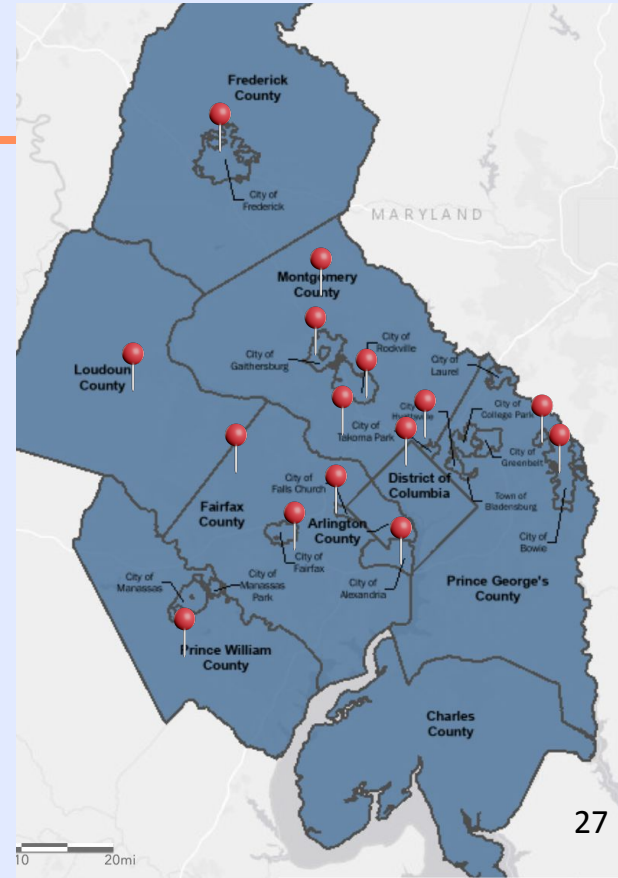 Frederick
County
City of
Frederick
MARYLAND
Montgomery
County
City of
Rockville
City of
Gaithersburg
City of
Laurel
Loudoun
County
City of
College Park
City
City of
Takoma Park
City of
Greenbelt
District of
Columbia
City of
Falls Church
Town of
Bladensburg
Fairfax
County
Arlington
County
City of
Fairfax
City of
Bowie
City of
Manassas
City of
Manassas
Park
City of
Alexandria
Prince George's
County
Prince William
County
Charles
County
27
10
20mi